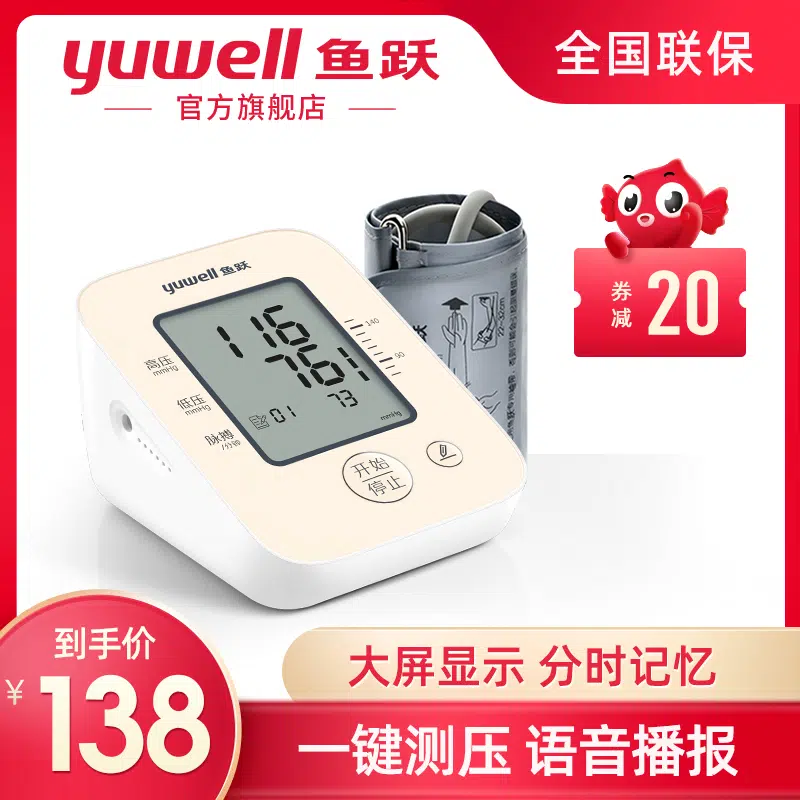 yuwell 鱼跃
官方旗舰店
全国联保
券减 20
yuwell 鱼跃
116
高压
mmHg
761
低压
mmHg
01 73
mmHg
脉搏
/分钟
140
90
开始
停止
22~32cm
到手价
¥138
大屏显示 分时记忆
一键测压 语音播报